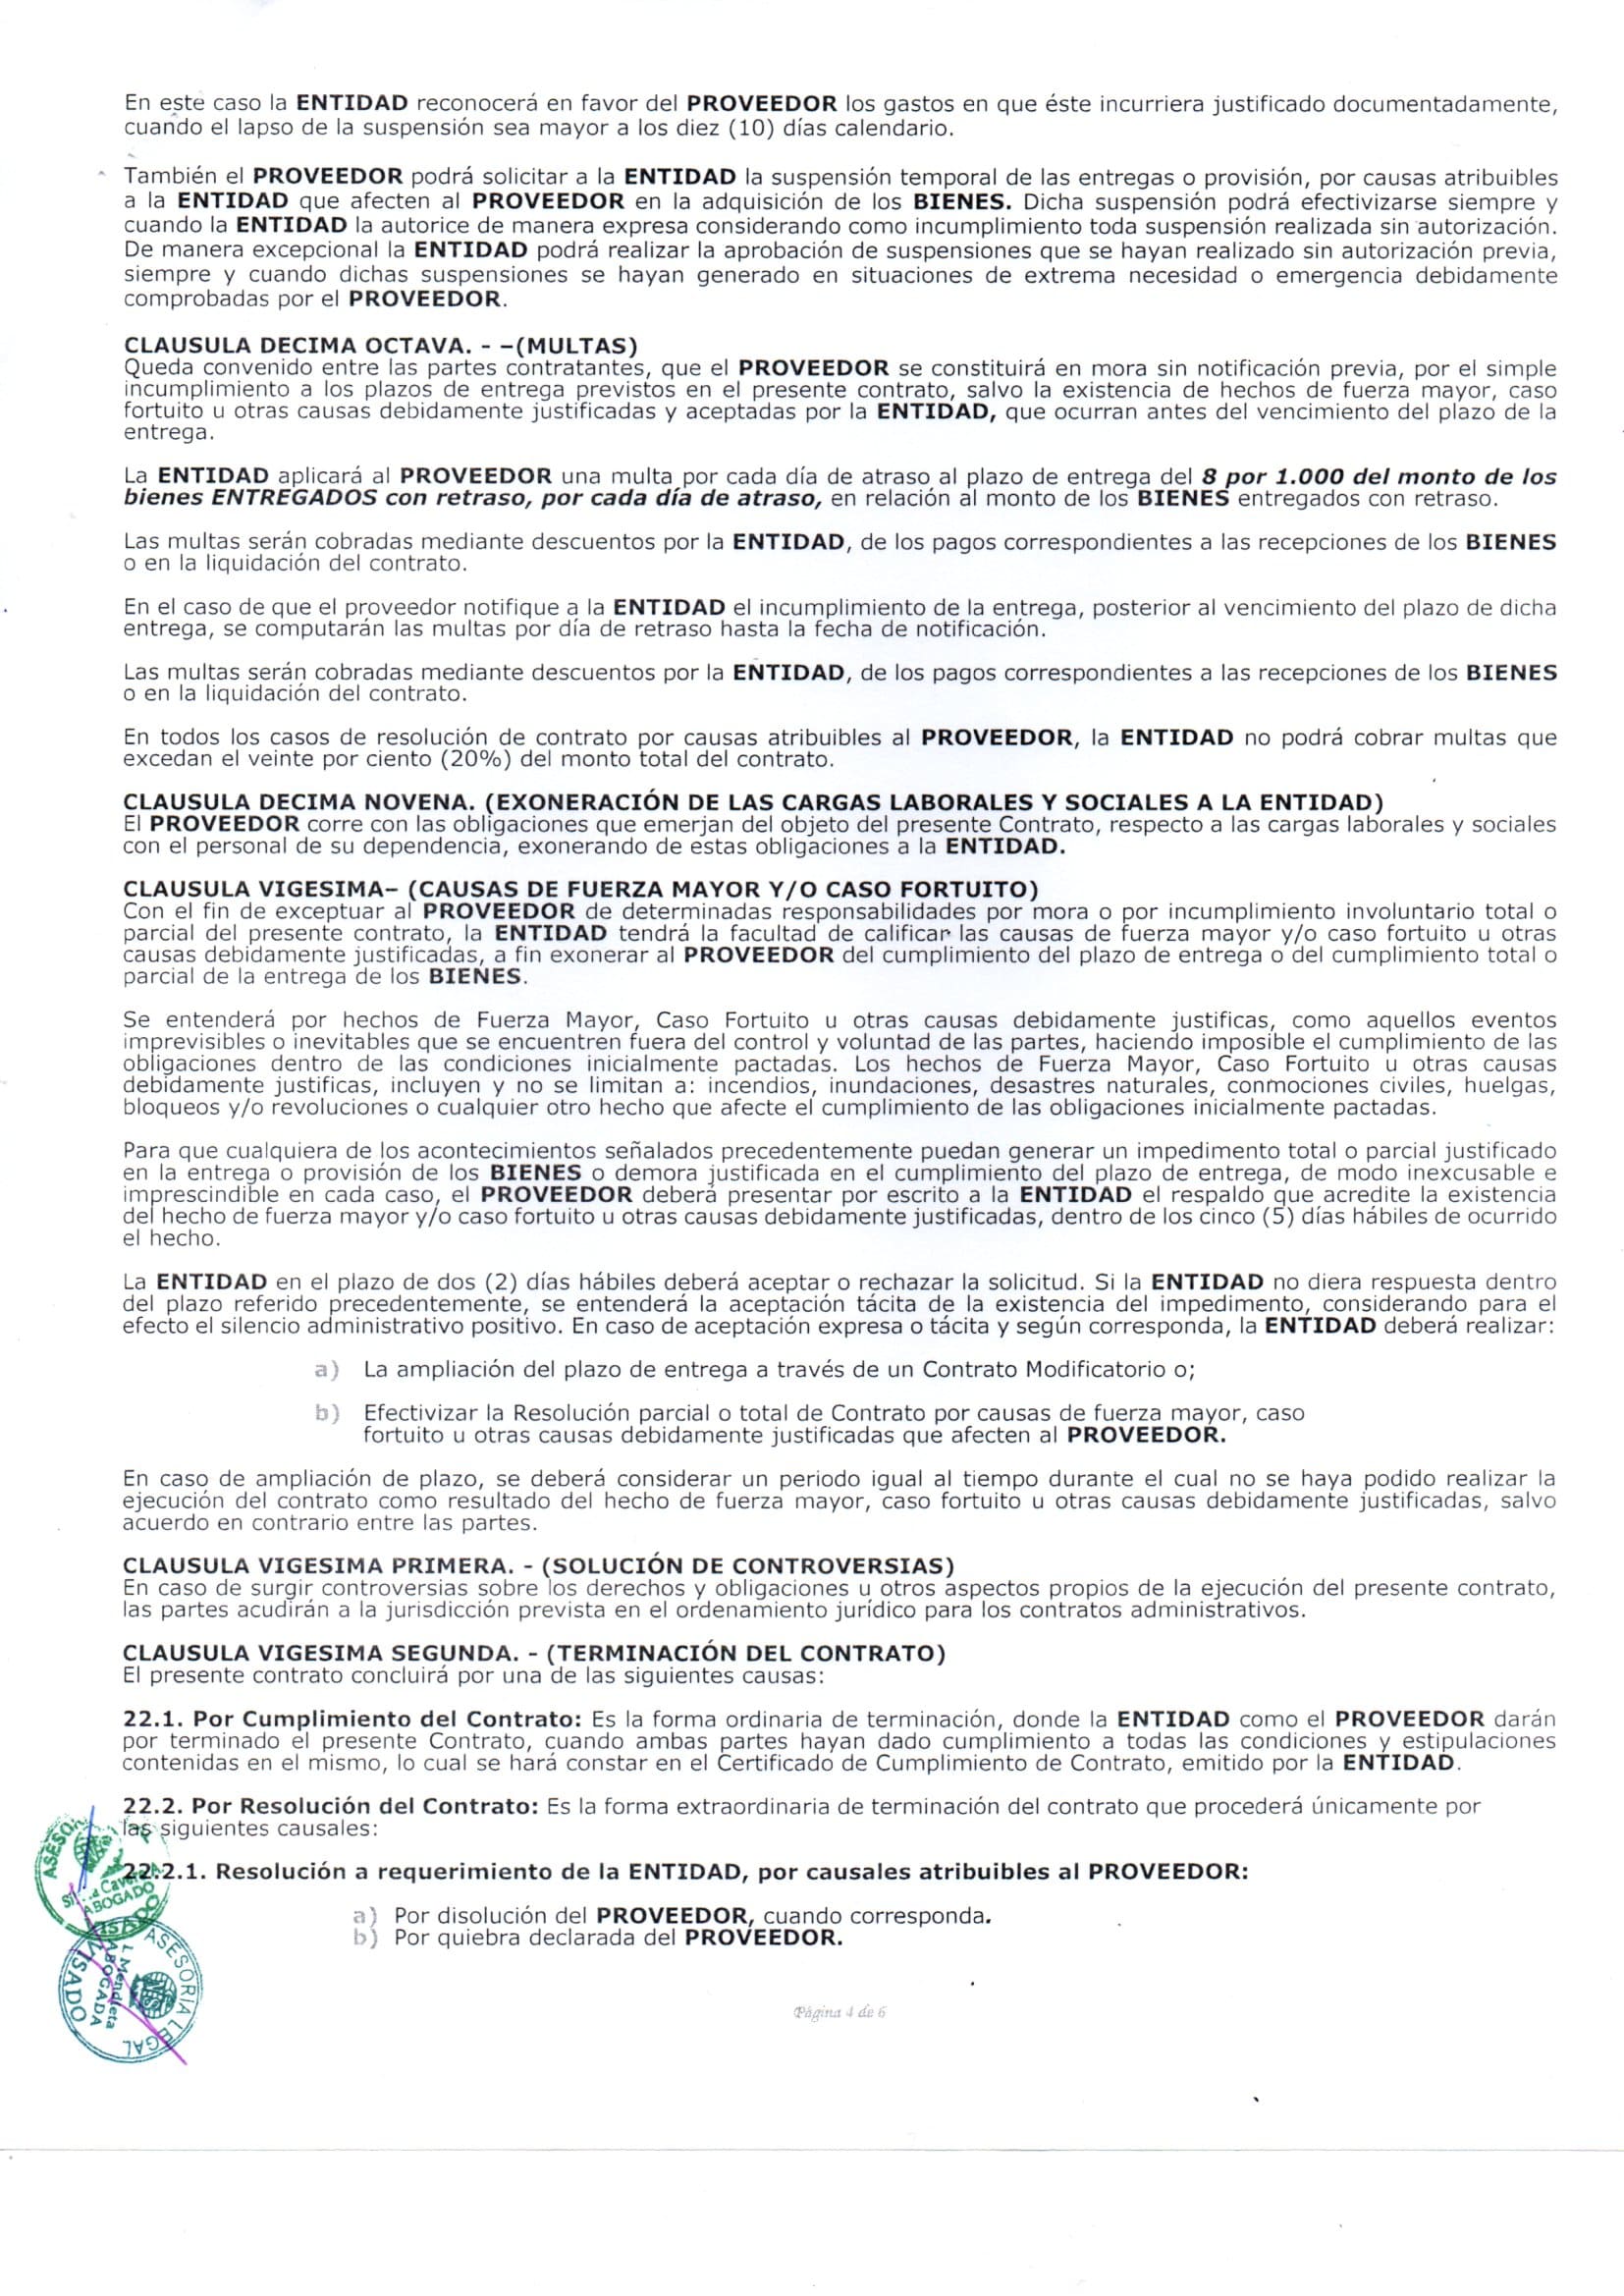 En este caso la ENTIDAD reconocerá en favor del PROVEEDOR los gastos en que éste incurriera justificado documentadamente,
cuando el lapso de la suspensión sea mayor a los diez (10) días calendario.
También el PROVEEDOR podrá solicitar a la ENTIDAD la suspensión temporal de las entregas o provisión, por causas atribuibles
a la ENTIDAD que afecten al PROVEEDOR en la adquisición de los BIENES. Dicha suspensión podrá efectivizarse siempre y
cuando la ENTIDAD la autorice de manera expresa considerando como incumplimiento toda suspensión realizada sin autorización.
De manera excepcional la ENTIDAD podrá realizar la aprobación de suspensiones que se hayan realizado sin autorización previa,
siempre y cuando dichas suspensiones se hayan generado en situaciones de extrema necesidad o emergencia debidamente
comprobadas por el PROVEEDOR.
CLAUSULA DECIMA OCTAVA. - –(MULTAS)
Queda convenido entre las partes contratantes, que el PROVEEDOR se constituirá en mora sin notificación previa, por el simple
incumplimiento a los plazos de entrega previstos en el presente contrato, salvo la existencia de hechos de fuerza mayor, caso
fortuito u otras causas debidamente justificadas y aceptadas por la ENTIDAD, que ocurran antes del vencimiento del plazo de la
entrega.
La ENTIDAD aplicará al PROVEEDOR una multa por cada día de atraso al plazo de entrega del 8 por 1.000 del monto de los
bienes ENTREGADOS con retraso, por cada día de atraso, en relación al monto de los BIENES entregados con retraso.
Las multas serán cobradas mediante descuentos por la ENTIDAD, de los pagos correspondientes a las recepciones de los BIENES
o en la liquidación del contrato.
En el caso de que el proveedor notifique a la ENTIDAD el incumplimiento de la entrega, posterior al vencimiento del plazo de dicha
entrega, se computarán las multas por día de retraso hasta la fecha de notificación.
Las multas serán cobradas mediante descuentos por la ENTIDAD, de los pagos correspondientes a las recepciones de los BIENES
o en la liquidación del contrato.
En todos los casos de resolución de contrato por causas atribuibles al PROVEEDOR, la ENTIDAD no podrá cobrar multas que
excedan el veinte por ciento (20%) del monto total del contrato.
CLAUSULA DECIMA NOVENA. (EXONERACIÓN DE LAS CARGAS LABORALES Y SOCIALES A LA ENTIDAD)
El PROVEEDOR corre con las obligaciones que emerjan del objeto del presente Contrato, respecto a las cargas laborales y sociales
con el personal de su dependencia, exonerando de estas obligaciones a la ENTIDAD.
CLAUSULA VIGESIMA– (CAUSAS DE FUERZA MAYOR Y/O CASO FORTUITO)
Con el fin de exceptuar al PROVEEDOR de determinadas responsabilidades por mora o por incumplimiento involuntario total o
parcial del presente contrato, la ENTIDAD tendrá la facultad de calificar las causas de fuerza mayor y/o caso fortuito u otras
causas debidamente justificadas, a fin exonerar al PROVEEDOR del cumplimiento del plazo de entrega o del cumplimiento total o
parcial de la entrega de los BIENES.
Se entenderá por hechos de Fuerza Mayor, Caso Fortuito u otras causas debidamente justificas, como aquellos eventos
imprevisibles o inevitables que se encuentren fuera del control y voluntad de las partes, haciendo imposible el cumplimiento de las
obligaciones dentro de las condiciones inicialmente pactadas. Los hechos de Fuerza Mayor, Caso Fortuito u otras causas
debidamente justificas, incluyen y no se limitan a: incendios, inundaciones, desastres naturales, conmociones civiles, huelgas,
bloqueos y/o revoluciones o cualquier otro hecho que afecte el cumplimiento de las obligaciones inicialmente pactadas.
Para que cualquiera de los acontecimientos señalados precedentemente puedan generar un impedimento total o parcial justificado
en la entrega o provisión de los BIENES o demora justificada en el cumplimiento del plazo de entrega, de modo inexcusable e
imprescindible en cada caso, el PROVEEDOR deberá presentar por escrito a la ENTIDAD el respaldo que acredite la existencia
del hecho de fuerza mayor y/o caso fortuito u otras causas debidamente justificadas, dentro de los cinco (5) días hábiles de ocurrido
el hecho.
La ENTIDAD en el plazo de dos (2) días hábiles deberá aceptar o rechazar la solicitud. Si la ENTIDAD no diera respuesta dentro
del plazo referido precedentemente, se entenderá la aceptación tácita de la existencia del impedimento, considerando para el
efecto el silencio administrativo positivo. En caso de aceptación expresa o tácita y según corresponda, la ENTIDAD deberá realizar:
a) La ampliación del plazo de entrega a través de un Contrato Modificatorio o;
b) Efectivizar la Resolución parcial o total de Contrato por causas de fuerza mayor, caso
fortuito u otras causas debidamente justificadas que afecten al PROVEEDOR.
En caso de ampliación de plazo, se deberá considerar un periodo igual al tiempo durante el cual no se haya podido realizar la
ejecución del contrato como resultado del hecho de fuerza mayor, caso fortuito u otras causas debidamente justificadas, salvo
acuerdo en contrario entre las partes.
CLAUSULA VIGESIMA PRIMERA. - (SOLUCIÓN DE CONTROVERSIAS)
En caso de surgir controversias sobre los derechos y obligaciones u otros aspectos propios de la ejecución del presente contrato,
las partes acudirán a la jurisdicción prevista en el ordenamiento jurídico para los contratos administrativos.
CLAUSULA VIGESIMA SEGUNDA. - (TERMINACIÓN DEL CONTRATO)
El presente contrato concluirá por una de las siguientes causas:
22.1. Por Cumplimiento del Contrato: Es la forma ordinaria de terminación, donde la ENTIDAD como el PROVEEDOR darán
por terminado el presente Contrato, cuando ambas partes hayan dado cumplimiento a todas las condiciones y estipulaciones
contenidas en el mismo, lo cual se hará constar en el Certificado de Cumplimiento de Contrato, emitido por la ENTIDAD.
22.2. Por Resolución del Contrato: Es la forma extraordinaria de terminación del contrato que procederá únicamente por
las siguientes causales:
22.2.1. Resolución a requerimiento de la ENTIDAD, por causales atribuibles al PROVEEDOR:
a) Por disolución del PROVEEDOR, cuando corresponda.
b) Por quiebra declarada del PROVEEDOR.
ABOGADO
VISADO
ASESORIA LEGAL
L. Mendieta
ABOGADA
VISADO
Página 4 de 6